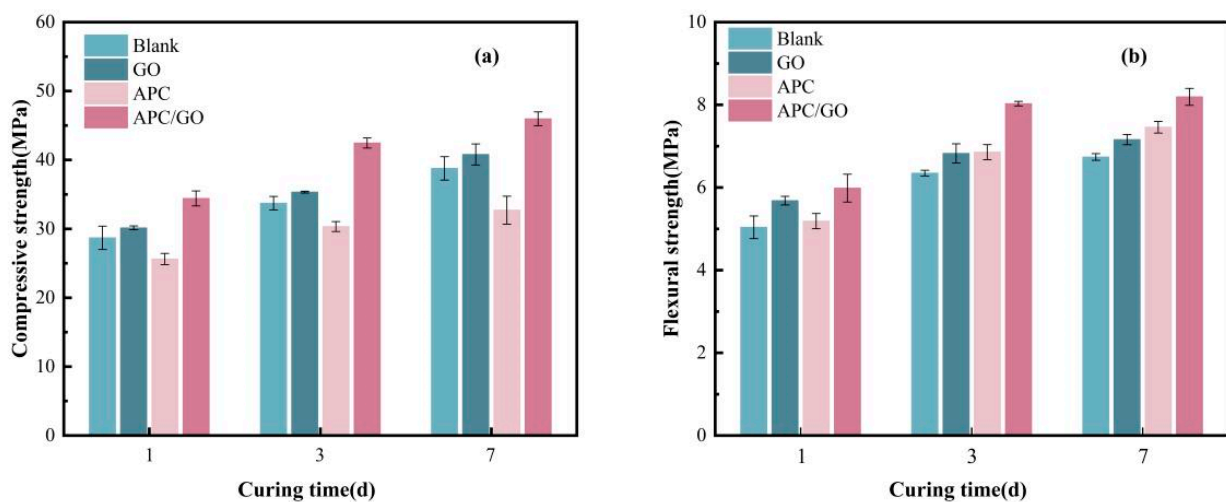 Compressive strength(MPa)
60
50
40
30
20
10
0
Blank
GO
APC
APC/GO
(a)
1 3 7
Curing time(d)
Flexural strength(MPa)
10
8
6
4
2
0
Blank
GO
APC
APC/GO
(b)
1 3 7
Curing time(d)